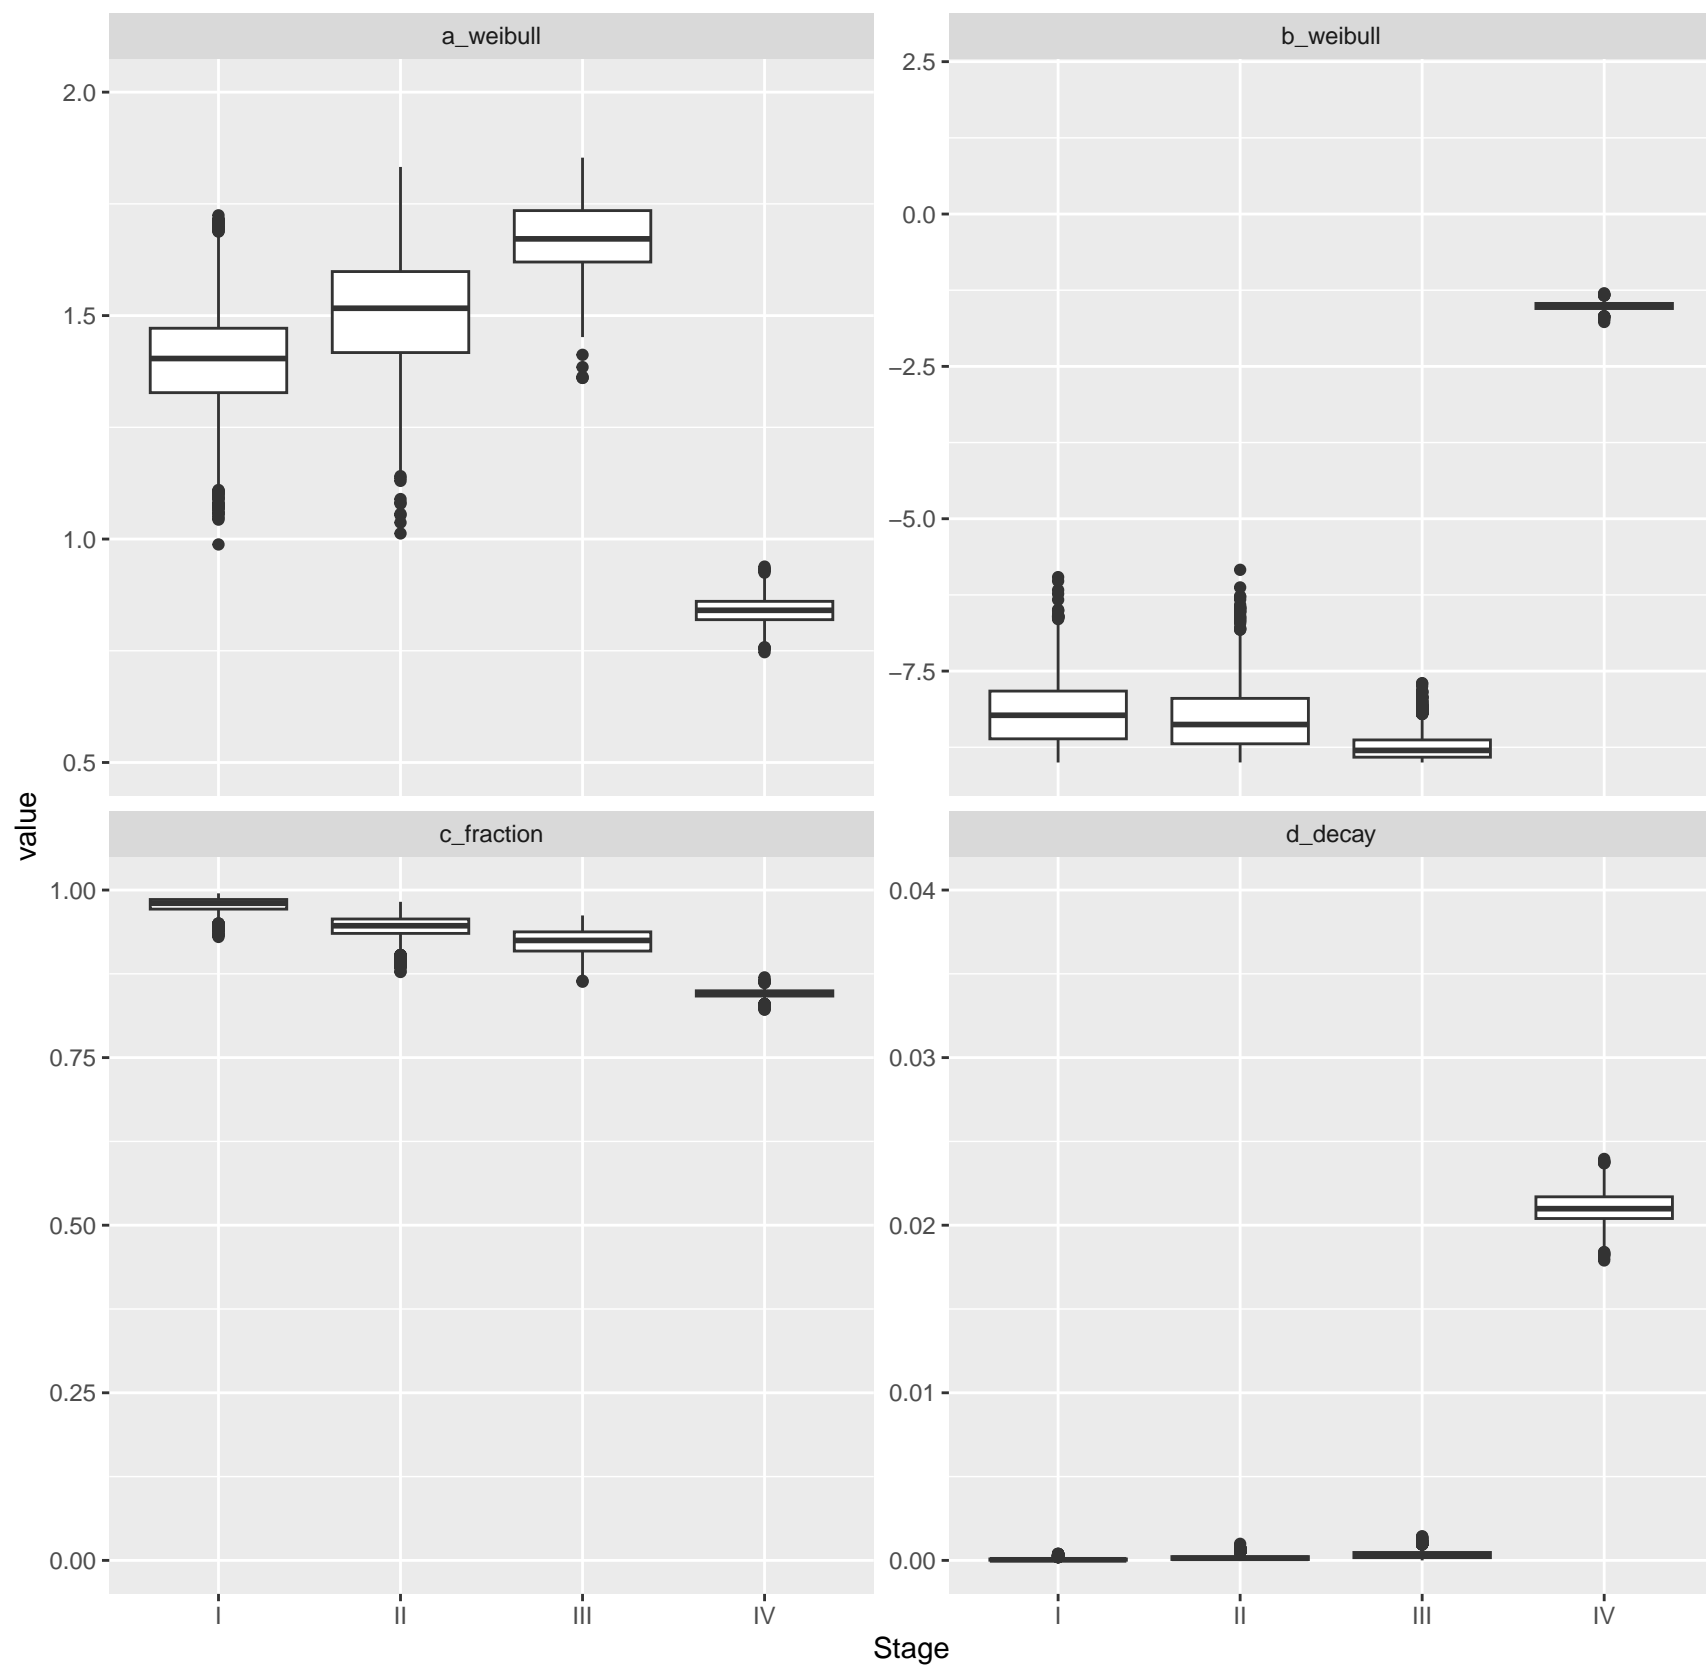 a_weibull
b_weibull
2.0
1.5
1.0
0.5
2.5
0.0
−2.5
−5.0
−7.5
value
c_fraction
d_decay
1.00
0.75
0.50
0.25
0.00
0.04
0.03
0.02
0.01
0.00
I II III IV
I II III IV
Stage